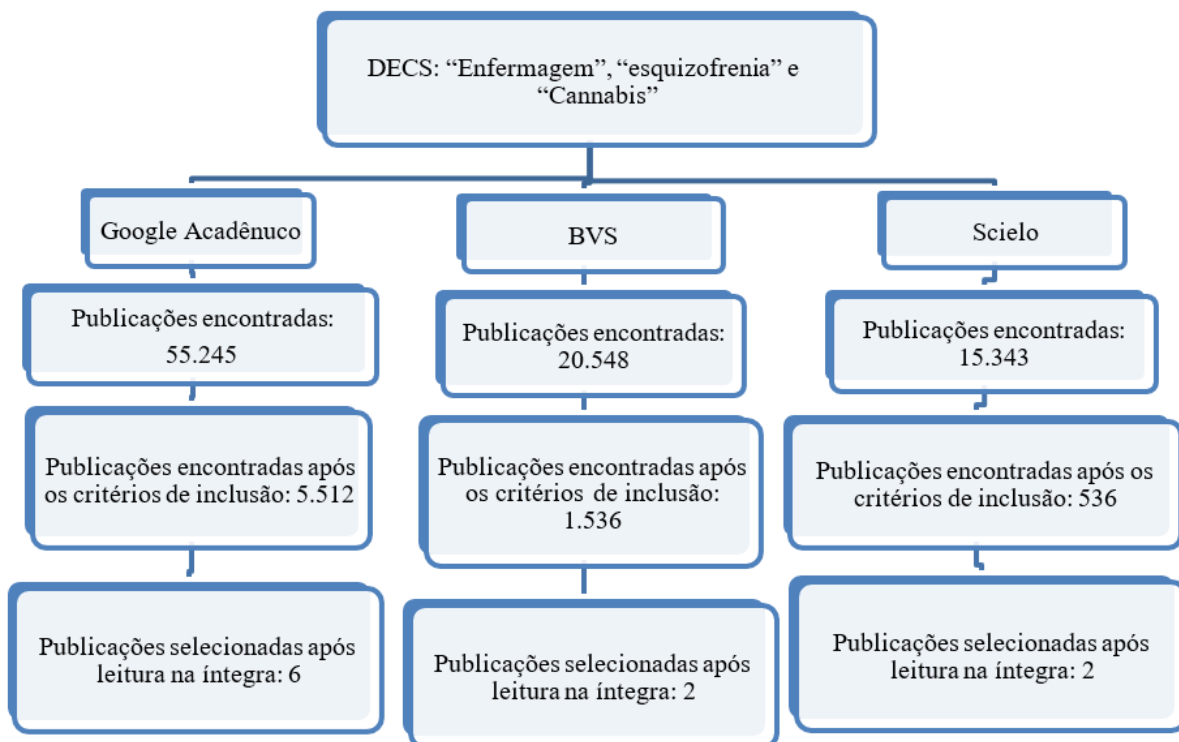 DECS: “Enfermagem”, “esquizofrenia” e
“Cannabis”
Google Acadênuco
BVS
Scielo
Publicações encontradas:
55.245
Publicações encontradas:
20.548
Publicações encontradas:
15.343
Publicações encontradas após
os critérios de inclusão: 5.512
Publicações encontradas após
os critérios de inclusão:
1.536
Publicações encontradas após os
critérios de inclusão: 536
Publicações selecionadas após
leitura na íntegra: 6
Publicações selecionadas após
leitura na íntegra: 2
Publicações selecionadas após
leitura na íntegra: 2